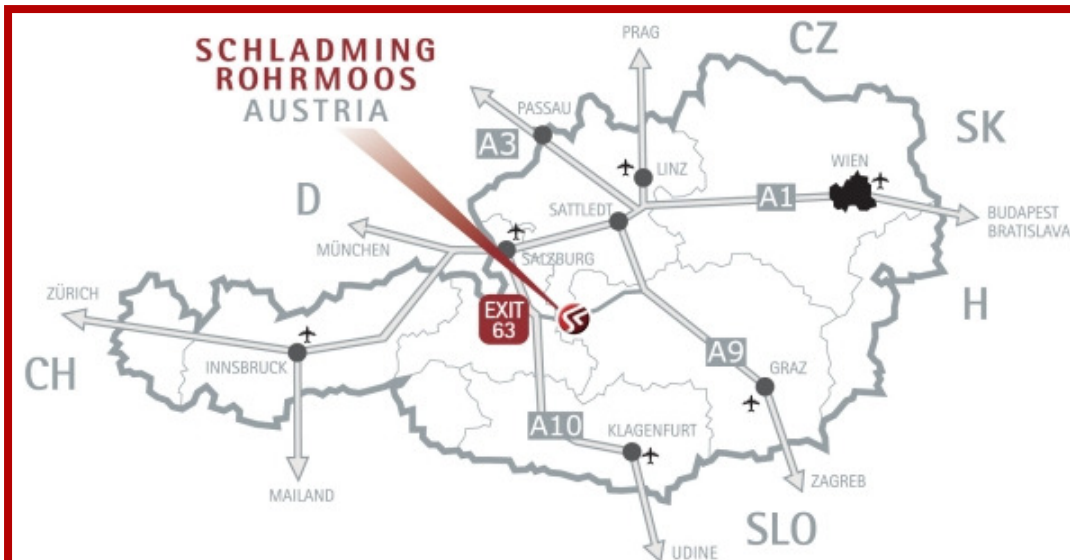 SCHLADMING
ROHRMOOS
AUSTRIA
PRAG
CZ
PASSAU
A3
SK
LINZ
WIEN
D
A1
SATTLEDT
BUDAPEST
BRATISLAVA
MÜNCHEN
SALZBURG
ZÜRICH
EXIT
63
H
INNSBRUCK
CH
A9
GRAZ
A10
KLAGENFURT
MAILAND
ZAGREB
SLO
UDINE